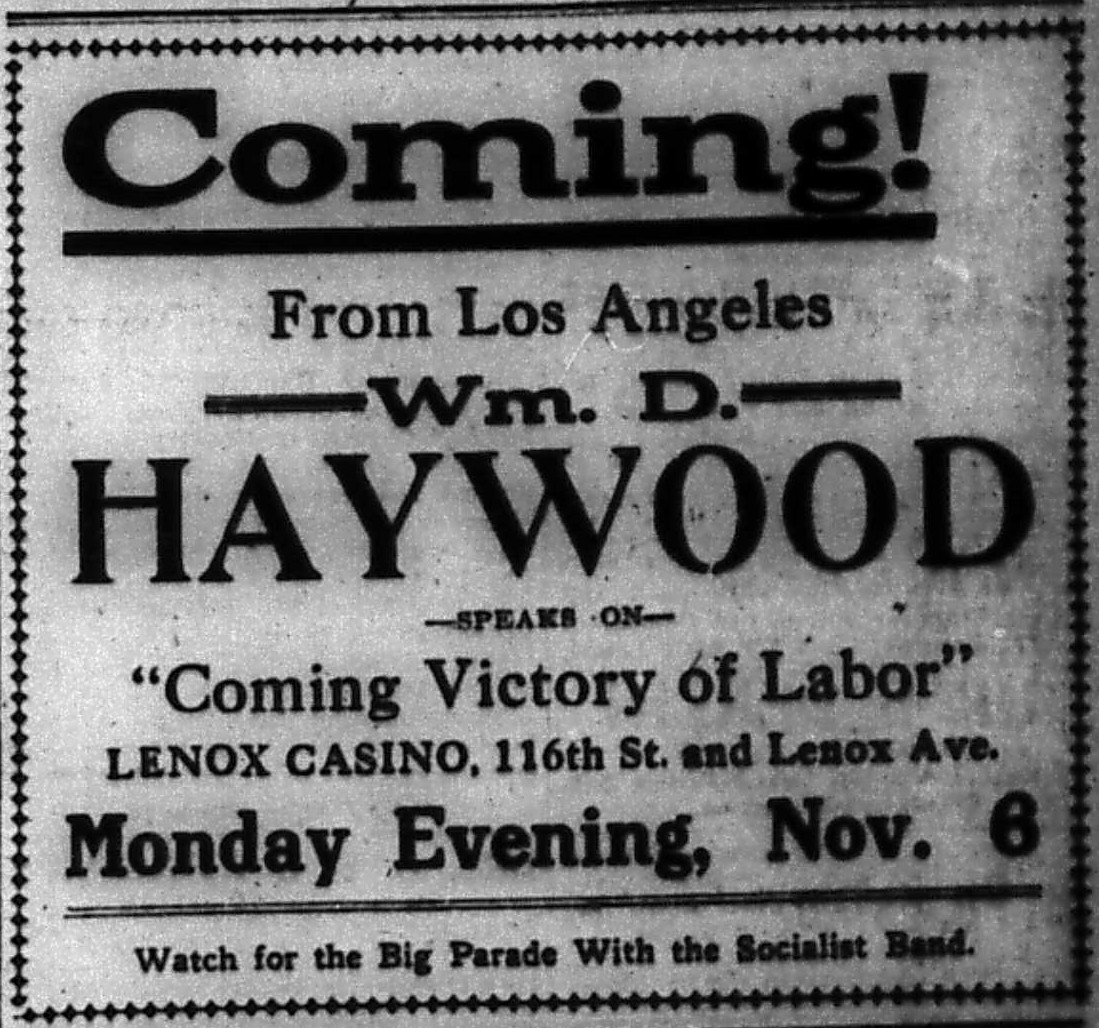 Coming!
From Los Angeles
—Wm. D.—
HAYWOOD
—SPEAKS ON—
"Coming Victory of Labor"
LENOX CASINO, 116th St. and Lenox Ave.
Monday Evening, Nov. 6
Watch for the Big Parade With the Socialist Band.